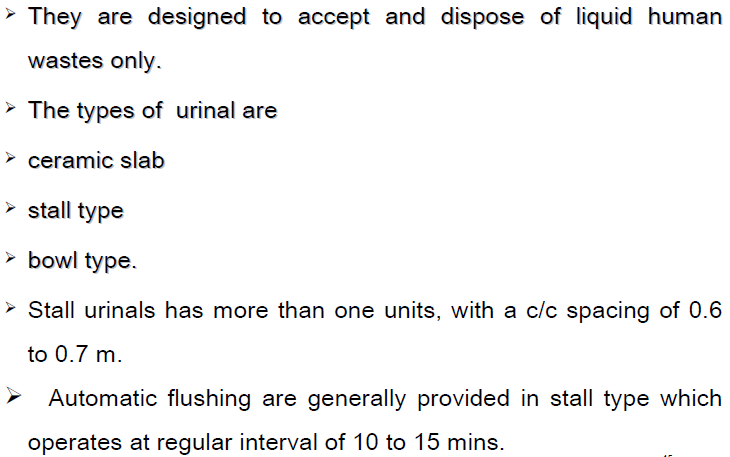 ➢ They are designed to accept and dispose of liquid human
wastes only.
➢ The types of urinal are
➢ ceramic slab
➢ stall type
➢ bowl type.
➢ Stall urinals has more than one units, with a c/c spacing of 0.6
to 0.7 m.
➢ Automatic flushing are generally provided in stall type which
operates at regular interval of 10 to 15 mins.